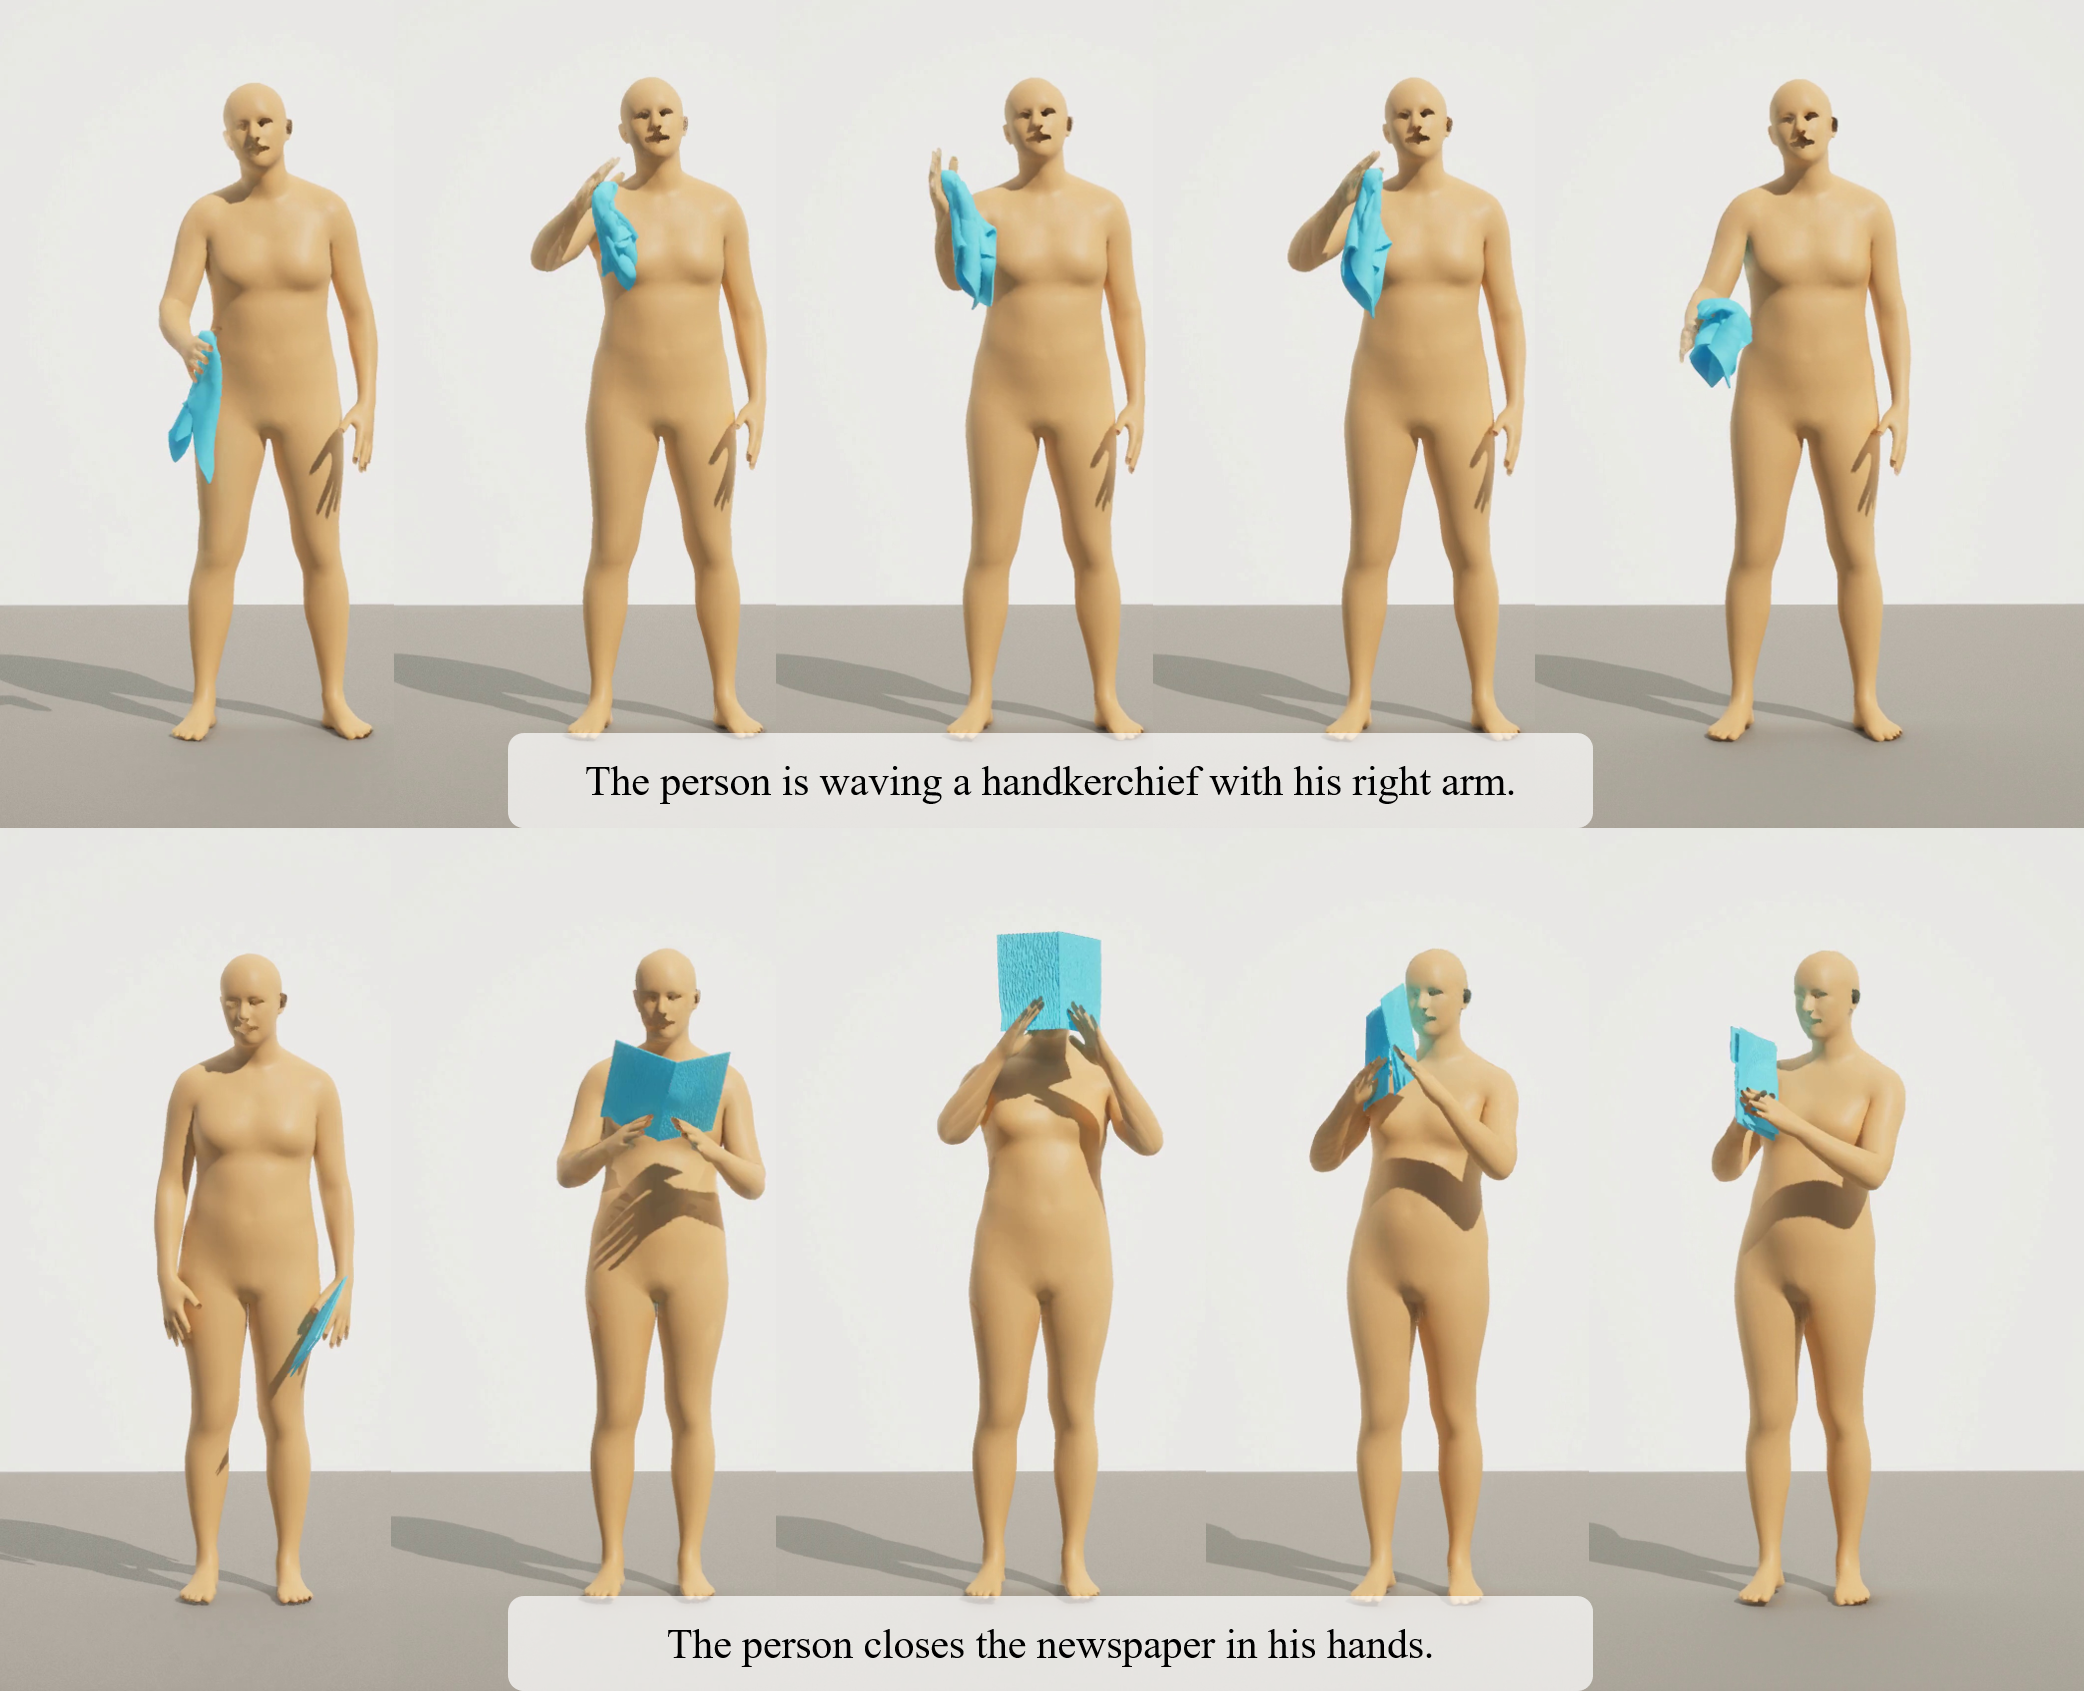 The person is waving a handkerchief with his right arm.
The person closes the newspaper in his hands.